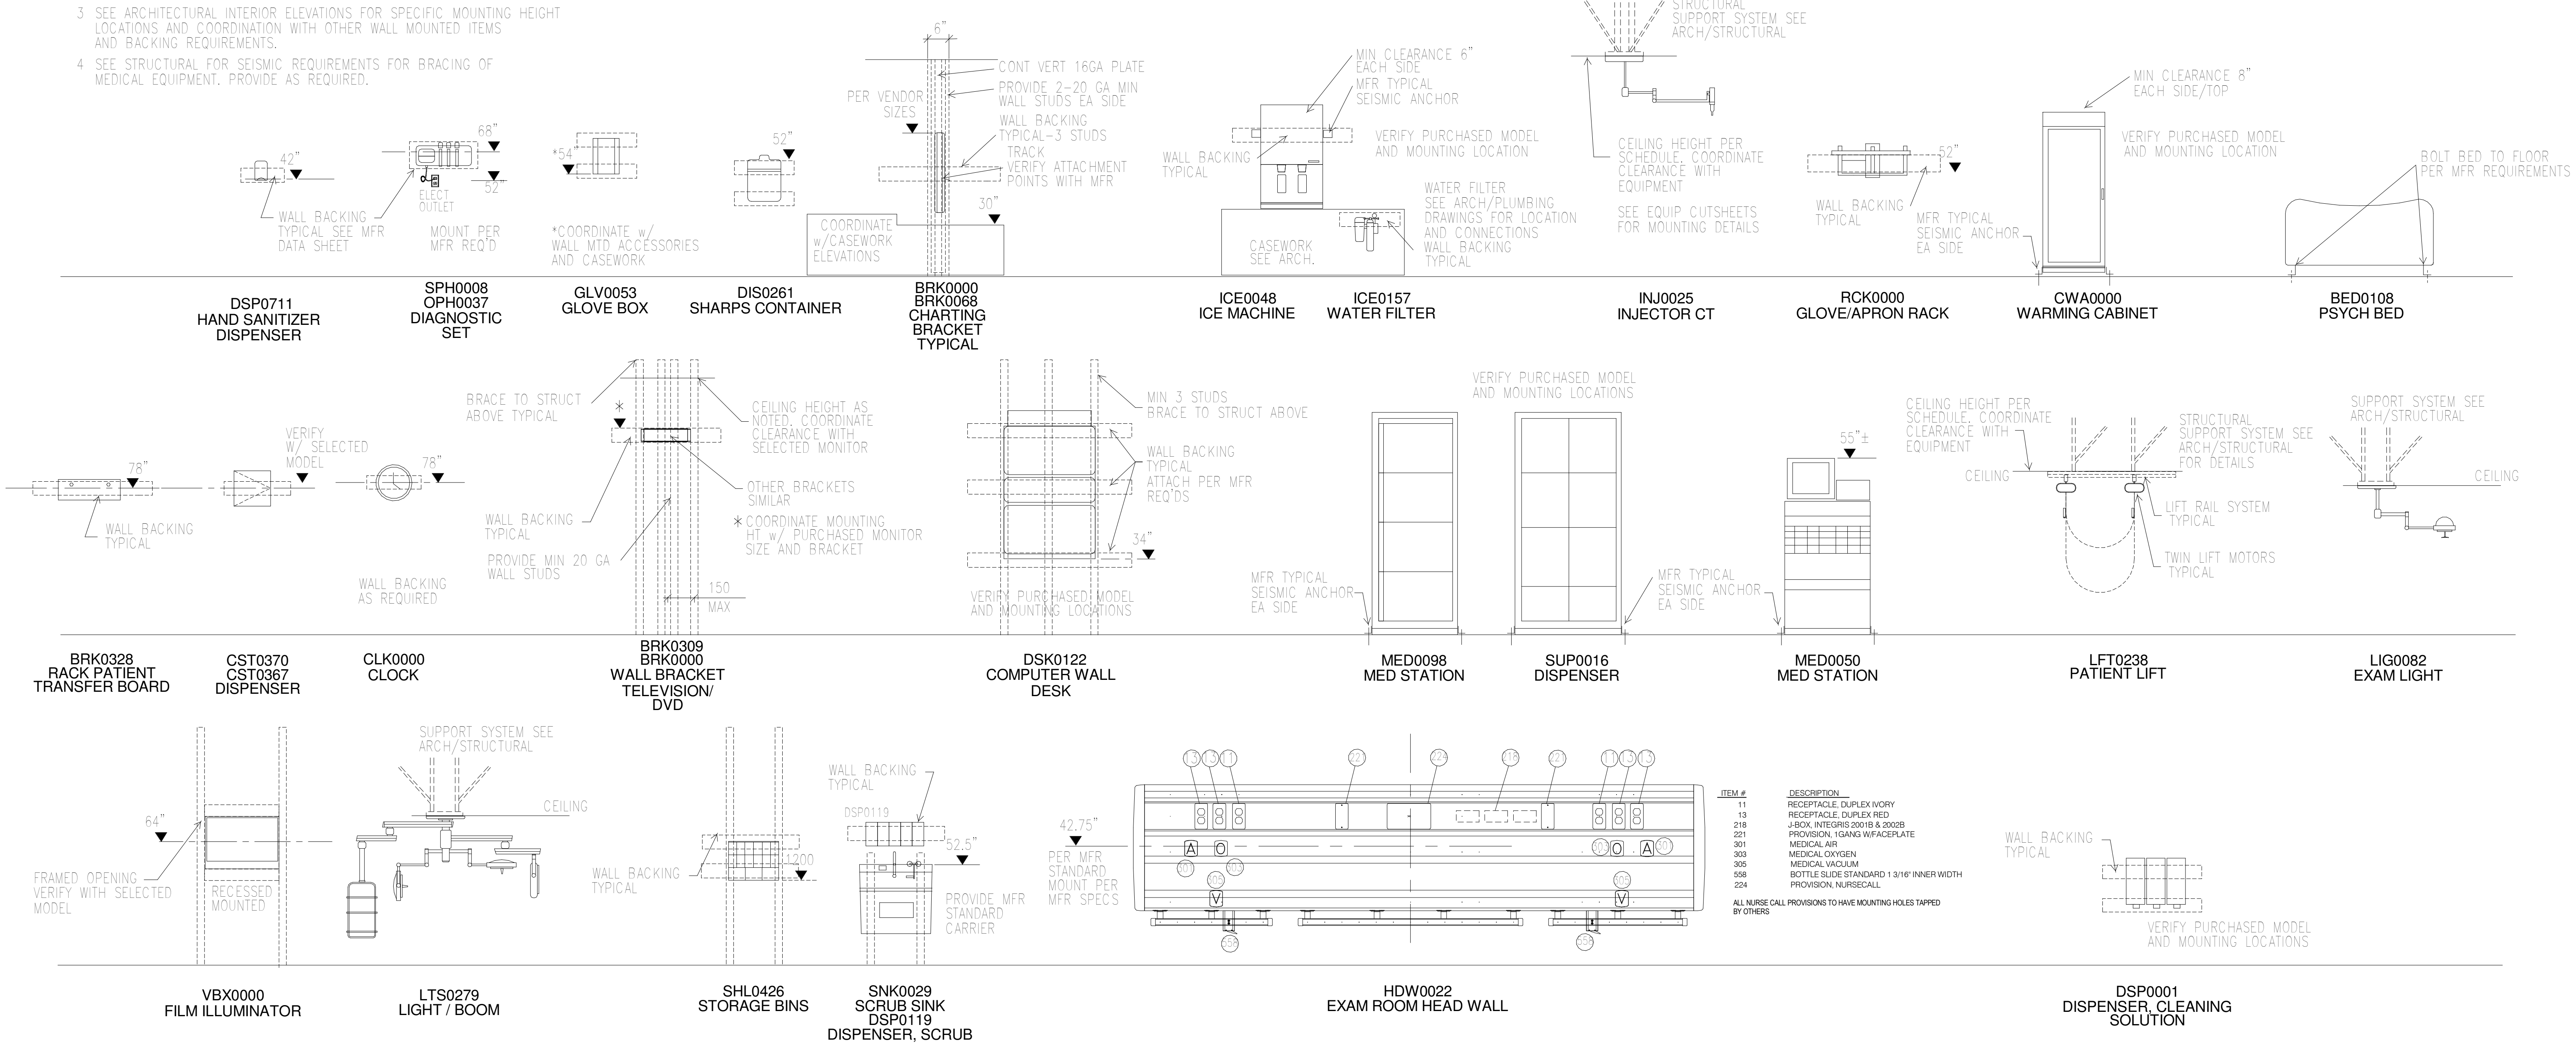 3 SEE ARCHITECTURAL INTERIOR ELEVATIONS FOR SPECIFIC MOUNTING HEIGHT
LOCATIONS AND COORDINATION WITH OTHER WALL MOUNTED ITEMS
AND BACKING REQUIREMENTS.
4 SEE STRUCTURAL FOR SEISMIC REQUIREMENTS FOR BRACING OF
MEDICAL EQUIPMENT. PROVIDE AS REQUIRED.
42"
WALL BACKING
TYPICAL SEE MFR
DATA SHEET
DSP0711
HAND SANITIZER
DISPENSER
68"
52"
ELECT
OUTLET
MOUNT PER
MFR REQ'D
SPH0008
OPH0037
DIAGNOSTIC
SET
*54"
*COORDINATE w/
WALL MTD ACCESSORIES
AND CASEWORK
GLV0053
GLOVE BOX
52"
DIS0261
SHARPS CONTAINER
6"
PER VENDOR
SIZES
CONT VERT 16GA PLATE
PROVIDE 2-20 GA MIN
WALL STUDS EA SIDE
WALL BACKING
TYPICAL-3 STUDS
TRACK
VERIFY ATTACHMENT
POINTS WITH MFR
30"
COORDINATE
w/CASEWORK
ELEVATIONS
BRK0000
BRK0068
CHARTING
BRACKET
TYPICAL
MIN CLEARANCE 6"
EACH SIDE
MFR TYPICAL
SEISMIC ANCHOR
VERIFY PURCHASED MODEL
AND MOUNTING LOCATION
WALL BACKING
TYPICAL
CASEWORK
SEE ARCH.
ICE0048
ICE MACHINE
WATER FILTER
SEE ARCH/PLUMBING
DRAWINGS FOR LOCATION
AND CONNECTIONS
WALL BACKING
TYPICAL
ICE0157
WATER FILTER
STRUCTURAL
SUPPORT SYSTEM SEE
ARCH/STRUCTURAL
CEILING HEIGHT PER
SCHEDULE. COORDINATE
CLEARANCE WITH
EQUIPMENT
SEE EQUIP CUTSHEETS
FOR MOUNTING DETAILS
INJ0025
INJECTOR CT
52"
WALL BACKING
TYPICAL
RCK0000
GLOVE/APRON RACK
MIN CLEARANCE 8"
EACH SIDE/TOP
VERIFY PURCHASED MODEL
AND MOUNTING LOCATION
MFR TYPICAL
SEISMIC ANCHOR
EA SIDE
CWA0000
WARMING CABINET
BOLT BED TO FLOOR
PER MFR REQUIREMENTS
BED0108
PSYCH BED
78"
WALL BACKING
TYPICAL
BRK0328
RACK PATIENT
TRANSFER BOARD
VERIFY
W/ SELECTED
MODEL
CST0370
CST0367
DISPENSER
78"
WALL BACKING
AS REQUIRED
CLK0000
CLOCK
BRACE TO STRUCT
ABOVE TYPICAL
*
CEILING HEIGHT AS
NOTED. COORDINATE
CLEARANCE WITH
SELECTED MONITOR
OTHER BRACKETS
SIMILAR
WALL BACKING
TYPICAL
* COORDINATE MOUNTING
HT w/ PURCHASED MONITOR
SIZE AND BRACKET
PROVIDE MIN 20 GA
WALL STUDS
150
MAX
BRK0309
BRK0000
WALL BRACKET
TELEVISION/
DVD
MIN 3 STUDS
BRACE TO STRUCT ABOVE
WALL BACKING
TYPICAL
ATTACH PER MFR
REQ'DS
34"
VERIFY PURCHASED MODEL
AND MOUNTING LOCATIONS
DSK0122
COMPUTER WALL
DESK
VERIFY PURCHASED MODEL
AND MOUNTING LOCATIONS
MFR TYPICAL
SEISMIC ANCHOR
EA SIDE
MED0098
MED STATION
MFR TYPICAL
SEISMIC ANCHOR
EA SIDE
SUP0016
DISPENSER
55"±
MED0050
MED STATION
CEILING HEIGHT PER
SCHEDULE. COORDINATE
CLEARANCE WITH
EQUIPMENT
CEILING
STRUCTURAL
SUPPORT SYSTEM SEE
ARCH/STRUCTURAL
FOR DETAILS
LIFT RAIL SYSTEM
TYPICAL
TWIN LIFT MOTORS
TYPICAL
LFT0238
PATIENT LIFT
SUPPORT SYSTEM SEE
ARCH/STRUCTURAL
CEILING
LIG0082
EXAM LIGHT
64"
FRAMED OPENING
VERIFY WITH SELECTED
MODEL
RECESSED
MOUNTED
VBX0000
FILM ILLUMINATOR
SUPPORT SYSTEM SEE
ARCH/STRUCTURAL
CEILING
LTS0279
LIGHT / BOOM
WALL BACKING
TYPICAL
1200
SHL0426
STORAGE BINS
WALL BACKING
TYPICAL
DSP0119
52.5"
PROVIDE MFR
STANDARD
CARRIER
SNK0029
SCRUB SINK
DSP0119
DISPENSER, SCRUB
13 13 11 221 224 218 221 11 13 13
42.75"
PER MFR
STANDARD
MOUNT PER
MFR SPECS
A O 303 O A 301
301 303
305 305
V V
558 558
HDW0022
EXAM ROOM HEAD WALL
ITEM # DESCRIPTION
11 RECEPTACLE, DUPLEX IVORY
13 RECEPTACLE, DUPLEX RED
218 J-BOX, INTEGRIS 2001B & 2002B
221 PROVISION, 1GANG W/FACEPLATE
301 MEDICAL AIR
303 MEDICAL OXYGEN
305 MEDICAL VACUUM
558 BOTTLE SLIDE STANDARD 1 3/16" INNER WIDTH
224 PROVISION, NURSECALL
ALL NURSE CALL PROVISIONS TO HAVE MOUNTING HOLES TAPPED
BY OTHERS
WALL BACKING
TYPICAL
VERIFY PURCHASED MODEL
AND MOUNTING LOCATIONS
DSP0001
DISPENSER, CLEANING
SOLUTION